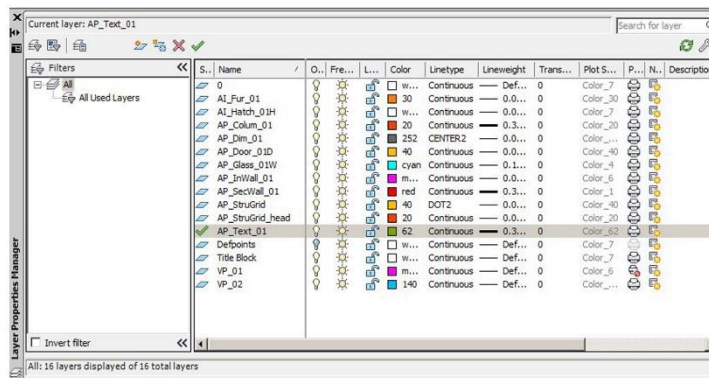 Current layer: AP_Text_01
Search for layer
Filters
All
All Used Layers
Invert filter
Layer Properties Manager
S.. Name O.. Fre... L... Color Linetype Lineweight Trans... Plot S... P... N.. Description
0 w... Continuous Def... 0 Color_7
AI_Fur_01 30 Continuous 0.0... 0 Color_30
AI_Hatch_01H w... Continuous 0.0... 0 Color_7
AP_Colum_01 20 Continuous 0.3... 0 Color_20
AP_Dim_01 252 CENTER2 0.0... 0 Color_...
AP_Door_01D 40 Continuous 0.0... 0 Color_40
AP_Glass_01W cyan Continuous 0.1... 0 Color_4
AP_InWall_01 m... Continuous 0.0... 0 Color_6
AP_SecWall_01 red Continuous 0.3... 0 Color_1
AP_StruGrid 40 DOT2 0.0... 0 Color_40
AP_StruGrid_head 20 Continuous 0.0... 0 Color_20
AP_Text_01 62 Continuous 0.3... 0 Color_62
Defpoints w... Continuous Def... 0 Color_7
Title Block w... Continuous Def... 0 Color_7
VP_01 m... Continuous Def... 0 Color_6
VP_02 140 Continuous Def... 0 Color_...
All: 16 layers displayed of 16 total layers